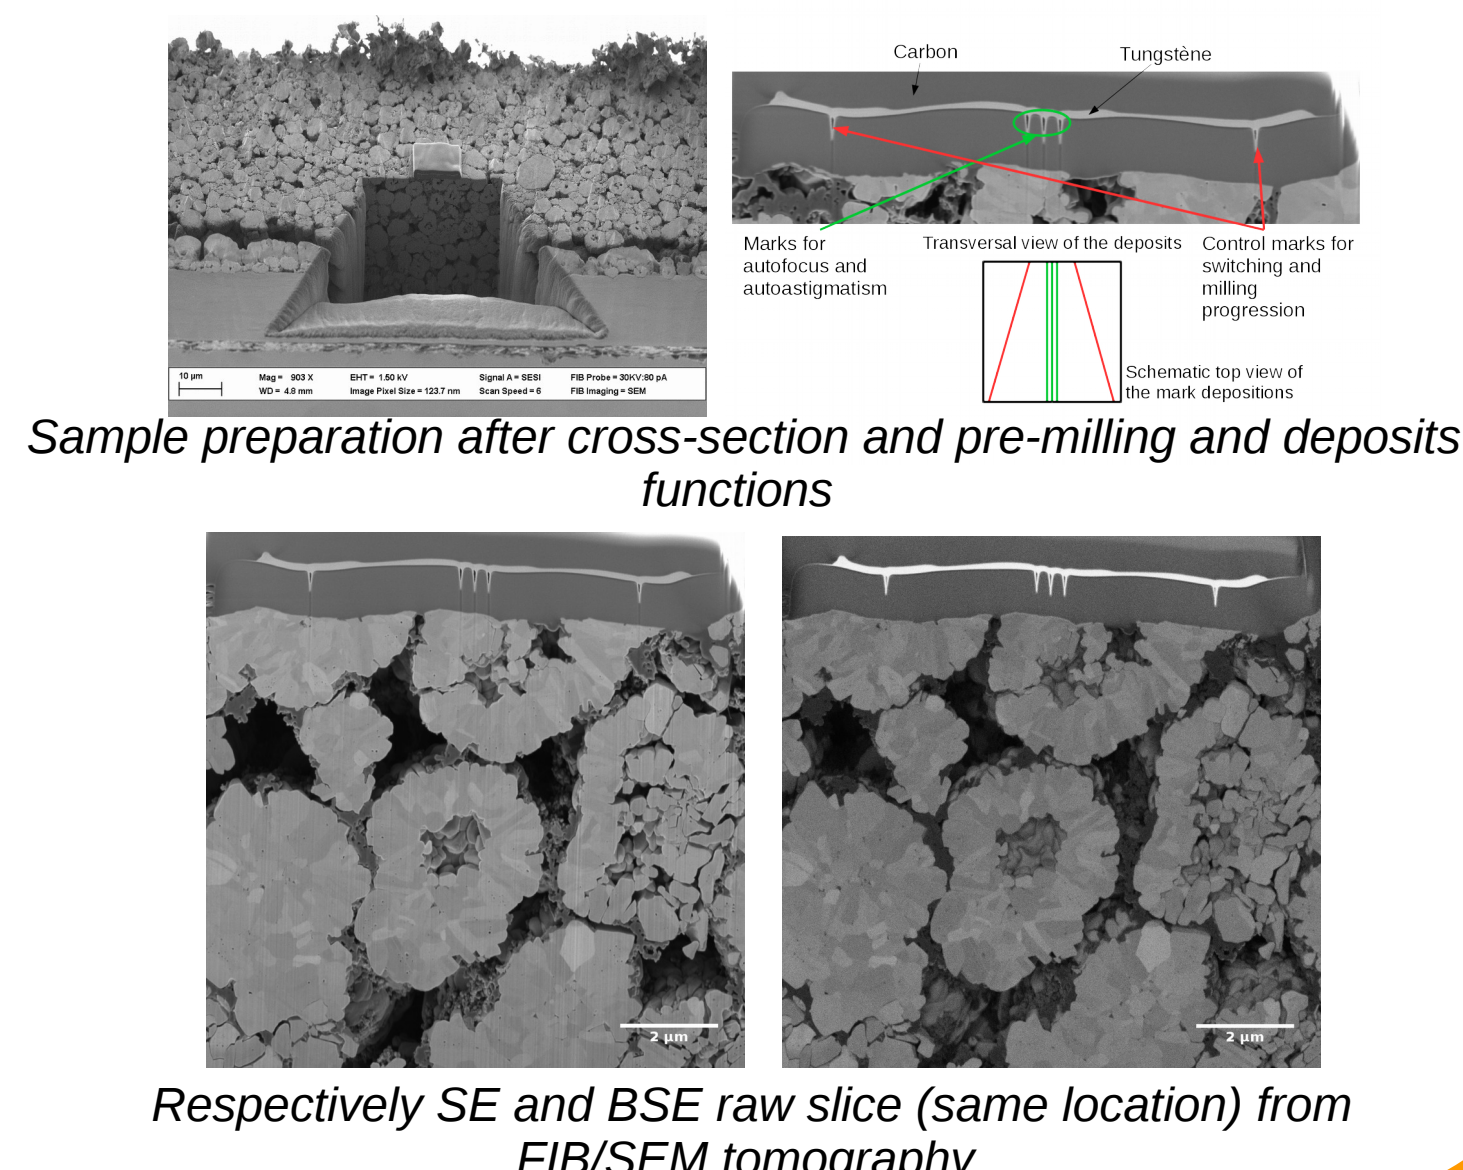 Carbon
Tungstène
Marks for
autofocus and
autoastigmatism
Transversal view of the deposits
Control marks for
switching and
milling
progression
Schematic top view of
the mark depositions
10 µm
Mag = 903 X
EHT = 1.50 kV
Signal A = SESI
FIB Probe = 30KV:80 pA
WD = 4.8 mm
Image Pixel Size = 123.7 nm
Scan Speed = 6
FIB Imaging = SEM
Sample preparation after cross-section and pre-milling and deposits
functions
2 µm
2 µm
Respectively SE and BSE raw slice (same location) from
FIB/SEM tomography